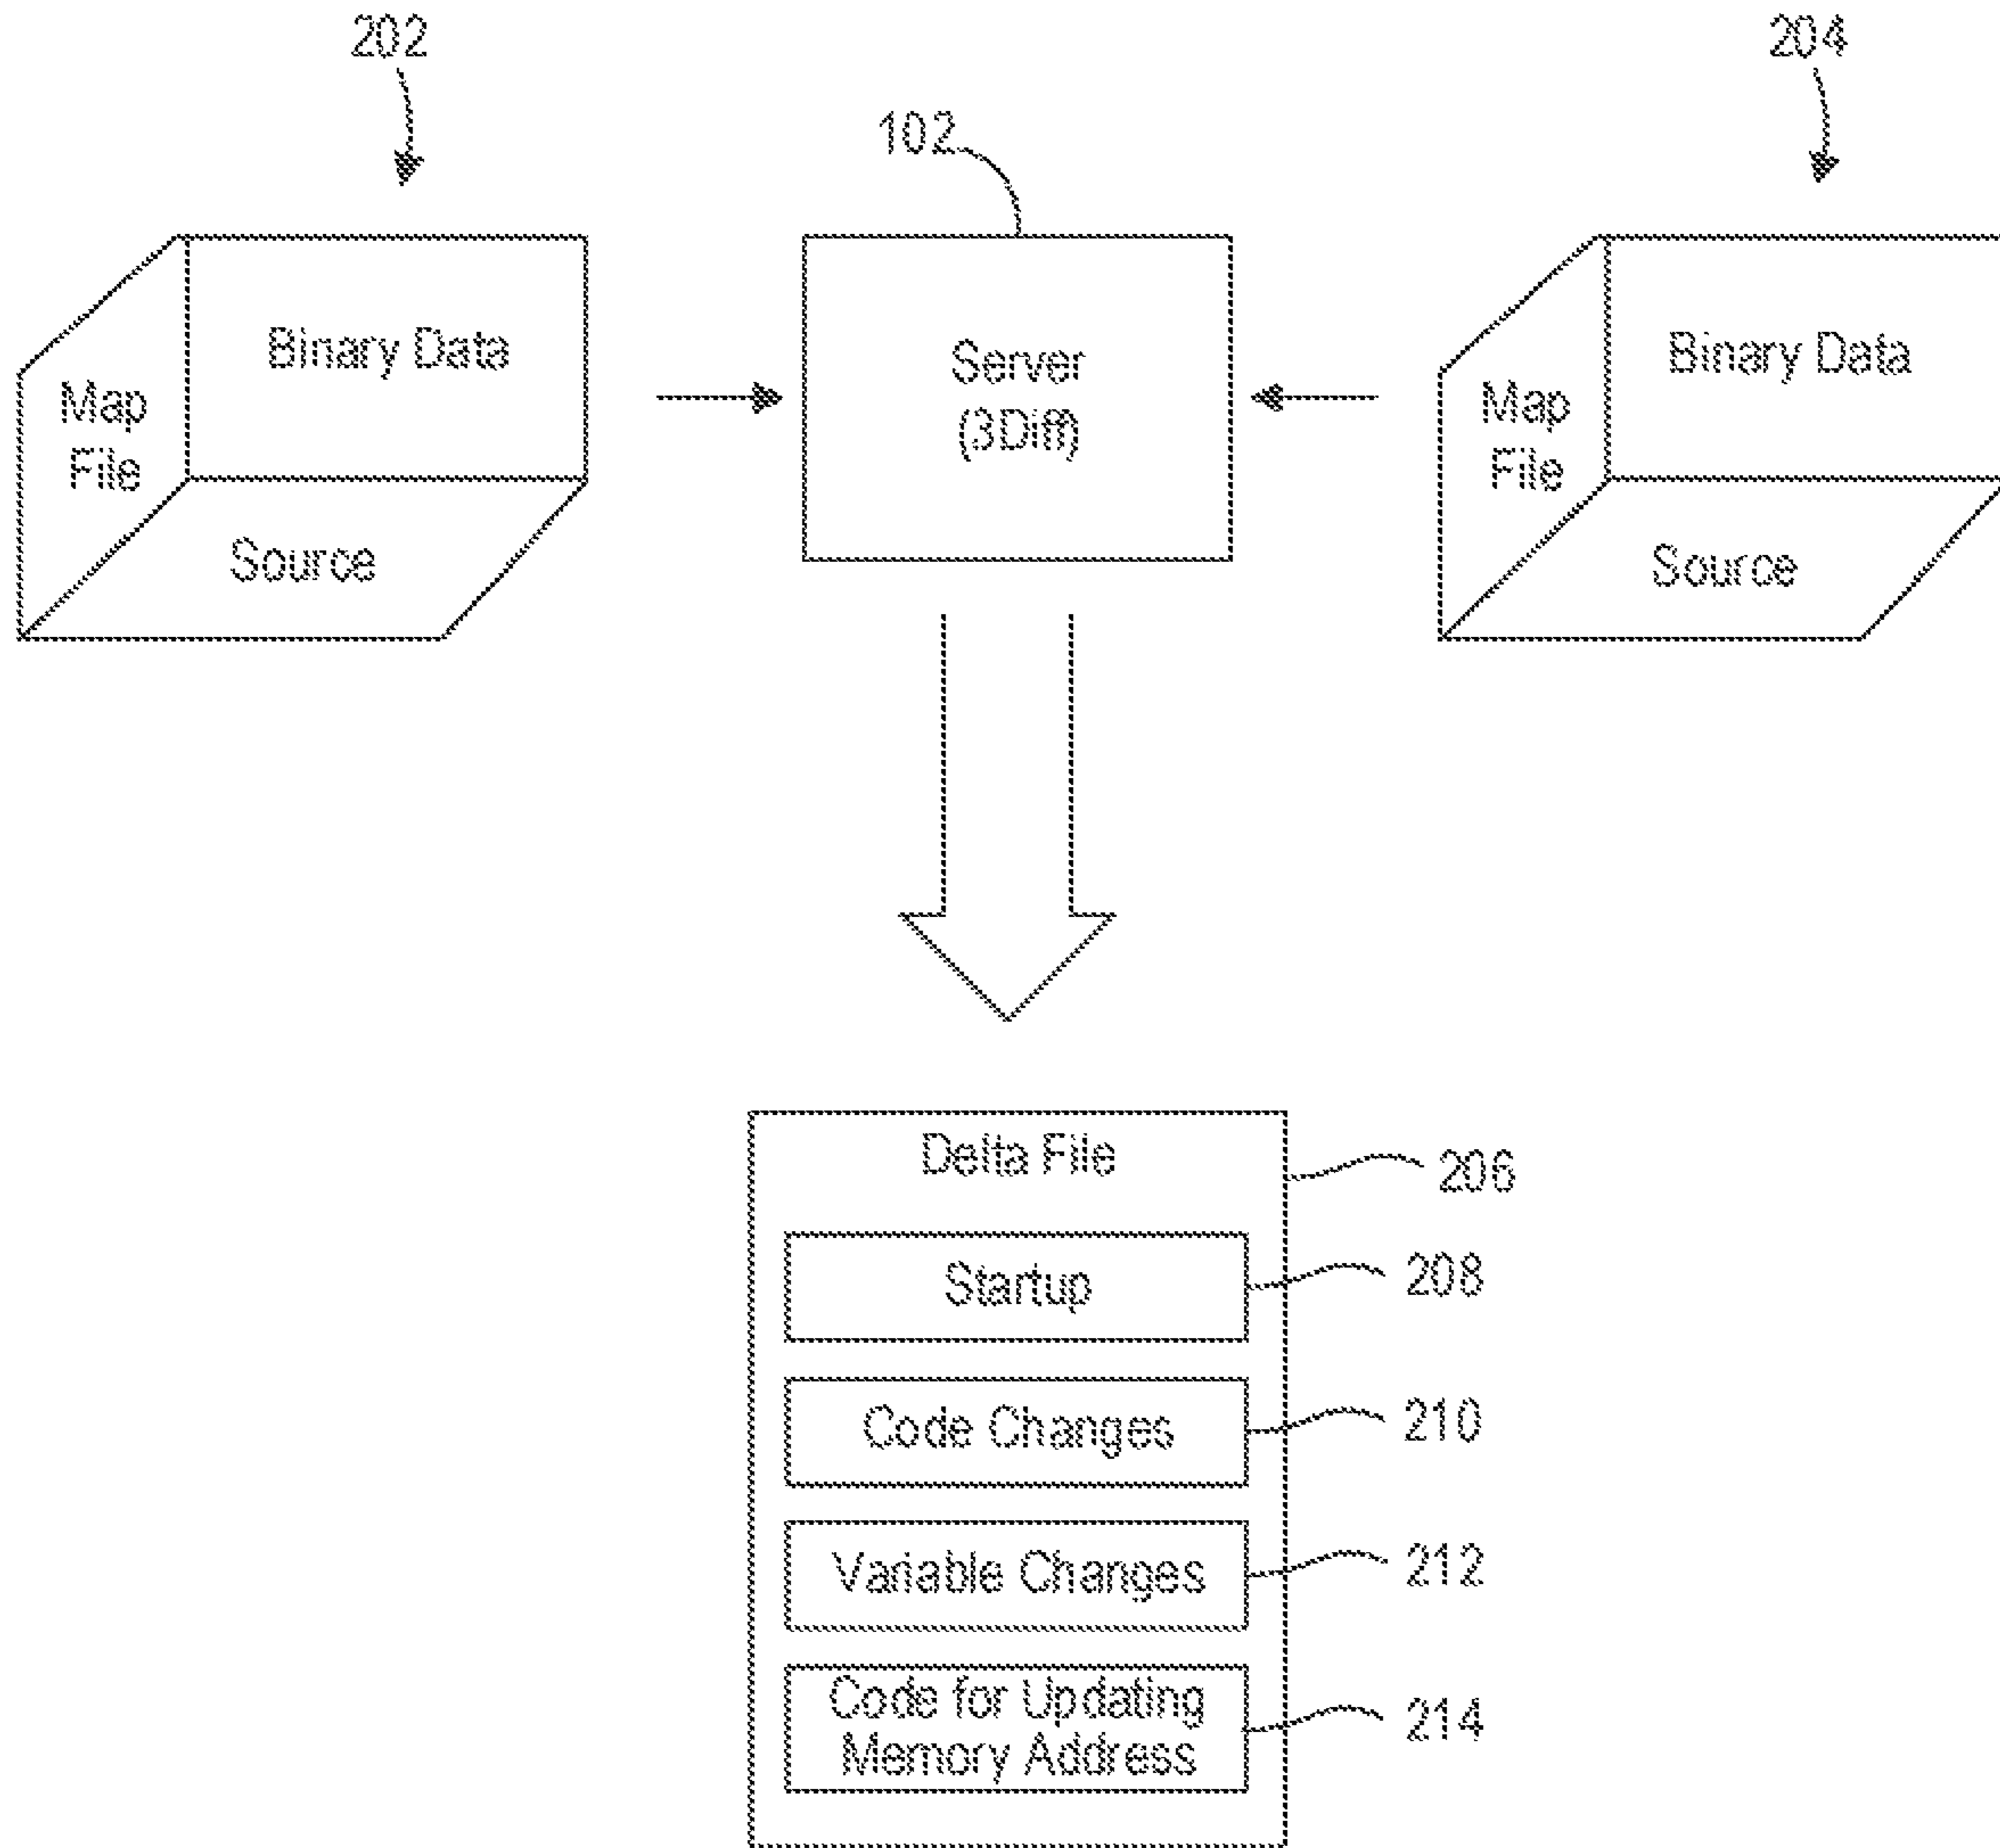 202
204
102
Binary Data
Map
File
Source
Server
(3Diff)
Binary Data
Map
File
Source
Delta File
206
Startup
208
Code Changes
210
Variable Changes
212
Code for Updating
Memory Address
214